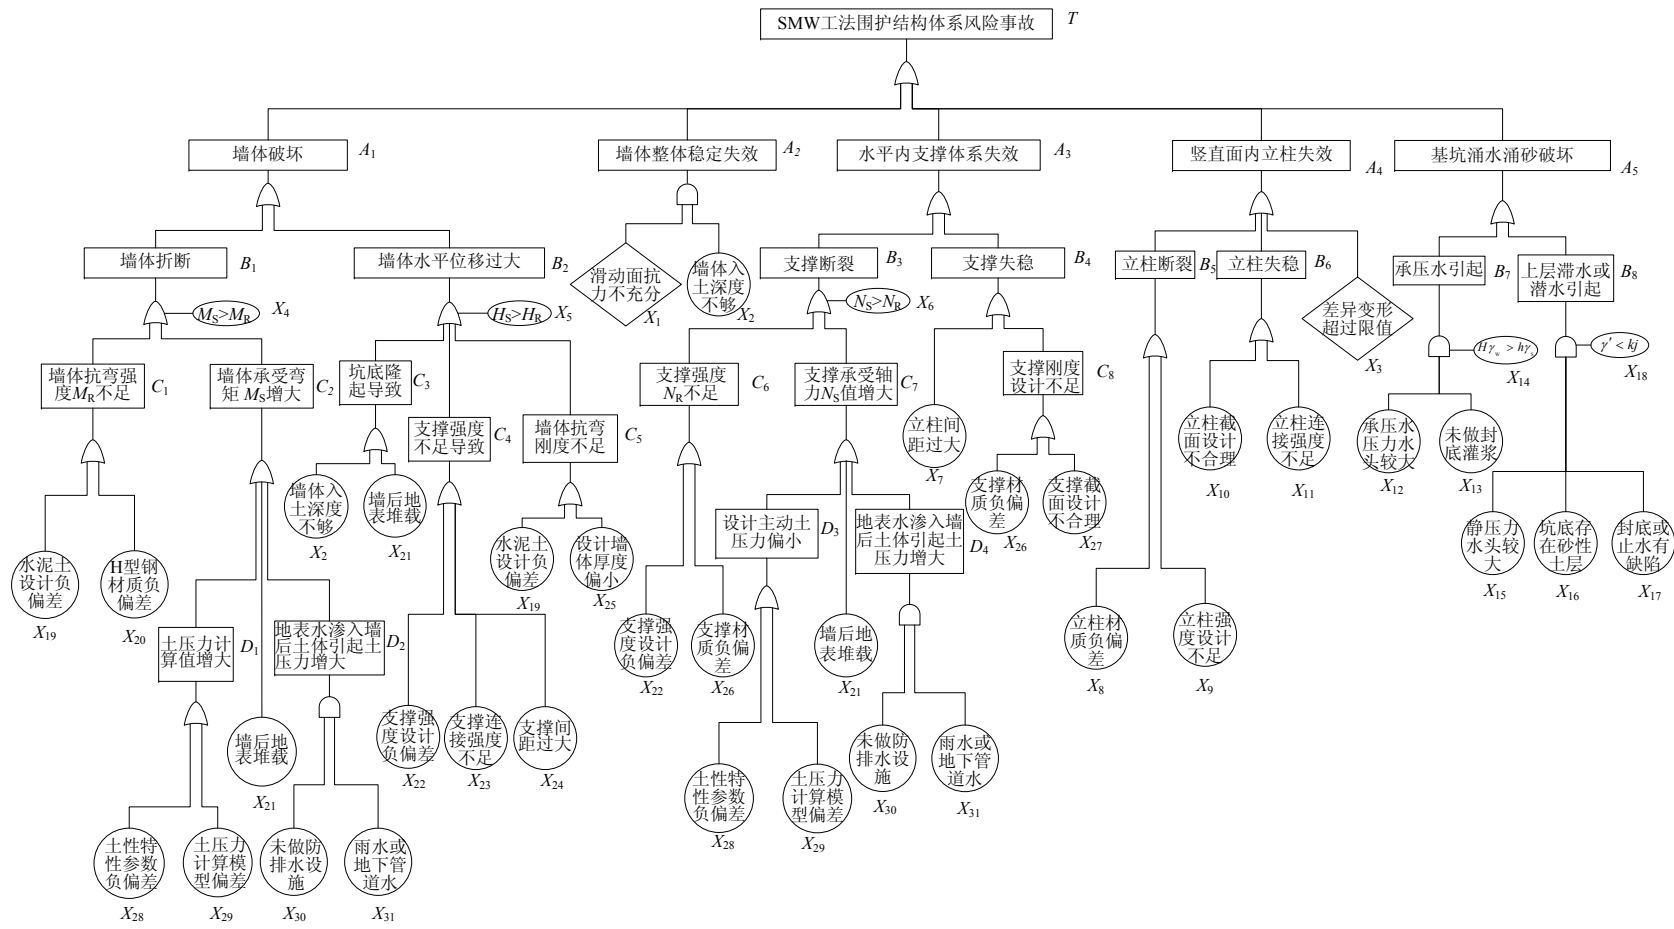 SMW工法围护结构体系风险事故
T
墙体破坏
A1
墙体整体稳定失效
A2
水平内支撑体系失效
A3
竖直面内立柱失效
A4
基坑涌水涌砂破坏
A5
墙体折断
B1
墙体水平位移过大
B2
滑动面抗
力不充分
X1
墙体入
土深度
不够
X2
支撑断裂
B3
支撑失稳
B4
立柱断裂
B5
立柱失稳
B6
差异变形
超过限值
X3
承压水引起
B7
上层滞水或
潜水引起
B8
MS>MR
X4
HS>HR
X5
NS>NR
X6
Hγw > hγs
X14
γ′ < kj
X18
墙体抗弯强
度MR不足
C1
墙体承受弯
矩 MS增大
C2
坑底隆
起导致
C3
支撑强度
不足导致
C4
墙体抗弯
刚度不足
C5
支撑强度
NR不足
C6
支撑承受轴
力NS值增大
C7
支撑刚度
设计不足
C8
立柱间
距过大
X7
立柱截
面设计
不合理
X10
立柱连
接强度
不足
X11
承压水
压力水
头较大
X12
未做封
底灌浆
X13
墙体入
土深度
不够
X2
墙后地
表堆载
X21
支撑材
质负偏
差
X26
支撑截
面设计
不合理
X27
水泥土
设计负
偏差
X19
H型钢
材质负
偏差
X20
水泥土
设计负
偏差
X19
设计墙
体厚度
偏小
X25
设计主动土
压力偏小
D3
地表水渗入墙
后土体引起土
压力增大
D4
静压力
水头较
大
X15
坑底存
在砂性
土层
X16
封底或
止水有
缺陷
X17
土压力计
算值增大
D1
地表水渗入墙
后土体引起土
压力增大
D2
支撑强
度设计
负偏差
X22
支撑材
质负偏
差
X26
墙后地
表堆载
X21
立柱材
质负偏
差
X8
立柱强
度设计
不足
X9
墙后地
表堆载
X21
支撑强
度设计
负偏差
X22
支撑连
接强度
不足
X23
支撑间
距过大
X24
土性特
性参数
负偏差
X28
土压力
计算模
型偏差
X29
未做防
排水设
施
X30
雨水或
地下管
道水
X31
土性特
性参数
负偏差
X28
土压力
计算模
型偏差
X29
未做防
排水设
施
X30
雨水或
地下管
道水
X31